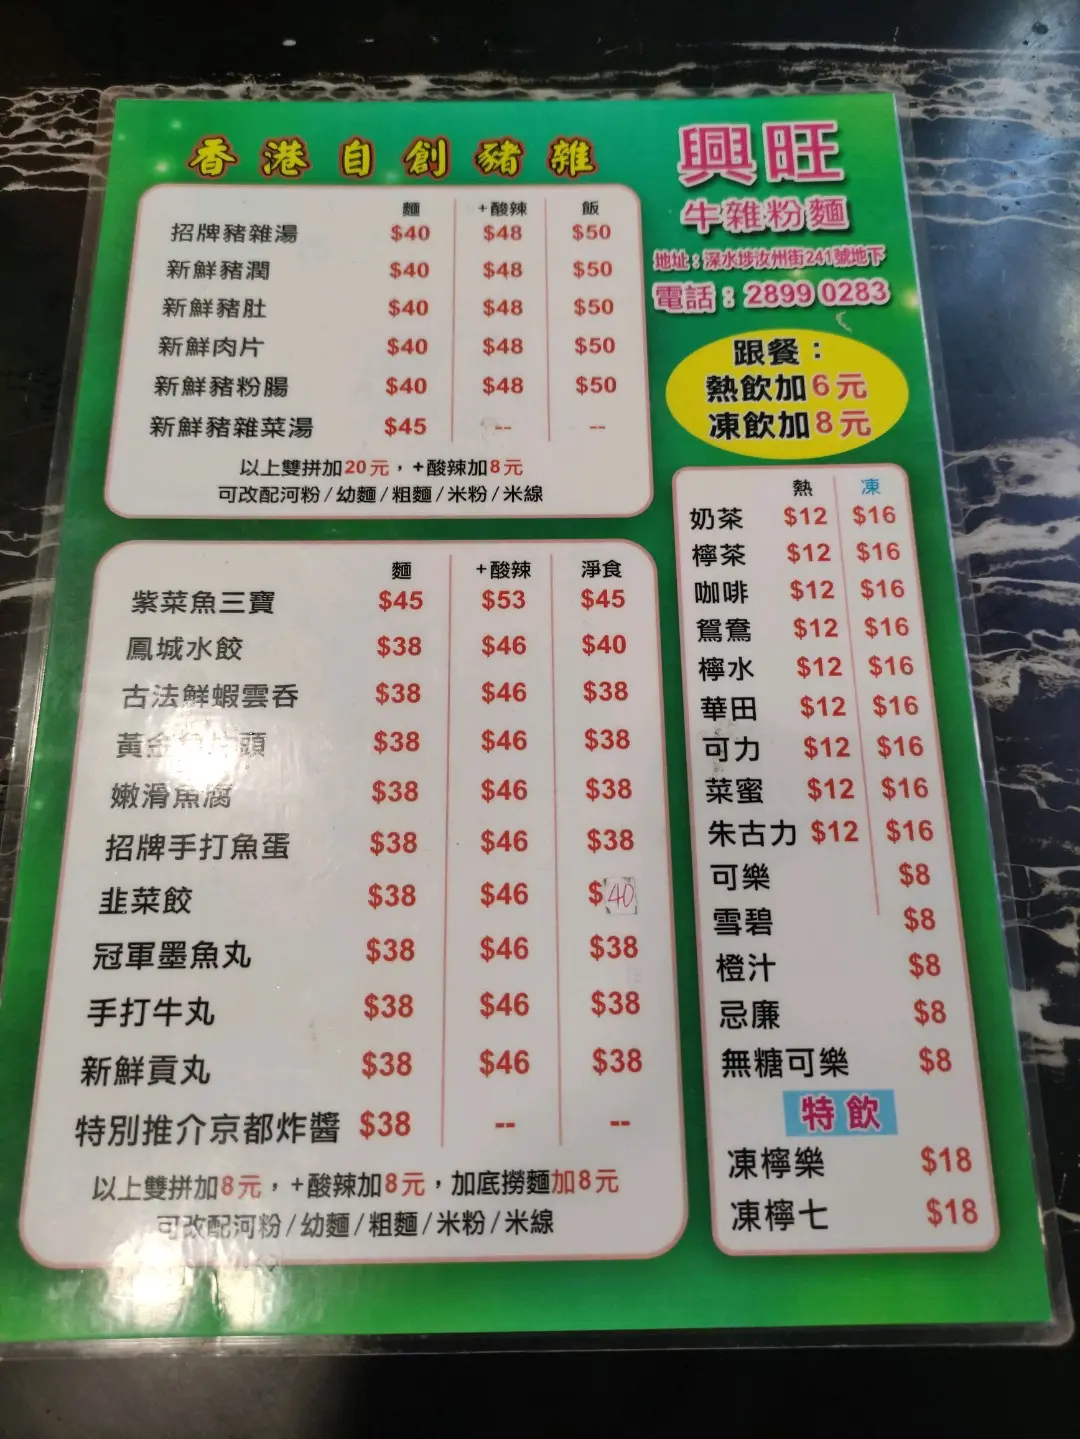 香港自創豬雜
麵 +酸辣 飯
招牌豬雜湯 $40 $48 $50
新鮮豬潤 $40 $48 $50
新鮮豬肚 $40 $48 $50
新鮮肉片 $40 $48 $50
新鮮豬粉腸 $40 $48 $50
新鮮豬雜菜湯 $45 -- --
以上雙拼加20元，+酸辣加8元
可改配河粉/幼麵/粗麵/米粉/米線
麵 +酸辣 淨食
紫菜魚三寶 $45 $53 $45
鳳城水餃 $38 $46 $40
古法鮮蝦雲吞 $38 $46 $38
黃金 頭 $38 $46 $38
嫩滑魚腐 $38 $46 $38
招牌手打魚蛋 $38 $46 $38
韭菜餃 $38 $46 $40
冠軍墨魚丸 $38 $46 $38
手打牛丸 $38 $46 $38
新鮮貢丸 $38 $46 $38
特別推介京都炸醬 $38 -- --
以上雙拼加8元，+酸辣加8元，加底撈麵加8元
可改配河粉/幼麵/粗麵/米粉/米線
興旺
牛雜粉麵
地址：深水埗汝州街241號地下
電話：2899 0283
跟餐：
熱飲加6元
凍飲加8元
熱 凍
奶茶 $12 $16
檸茶 $12 $16
咖啡 $12 $16
鴛鴦 $12 $16
檸水 $12 $16
華田 $12 $16
可力 $12 $16
菜蜜 $12 $16
朱古力 $12 $16
可樂 $8
雪碧 $8
橙汁 $8
忌廉 $8
無糖可樂 $8
特飲
凍檸樂 $18
凍檸七 $18